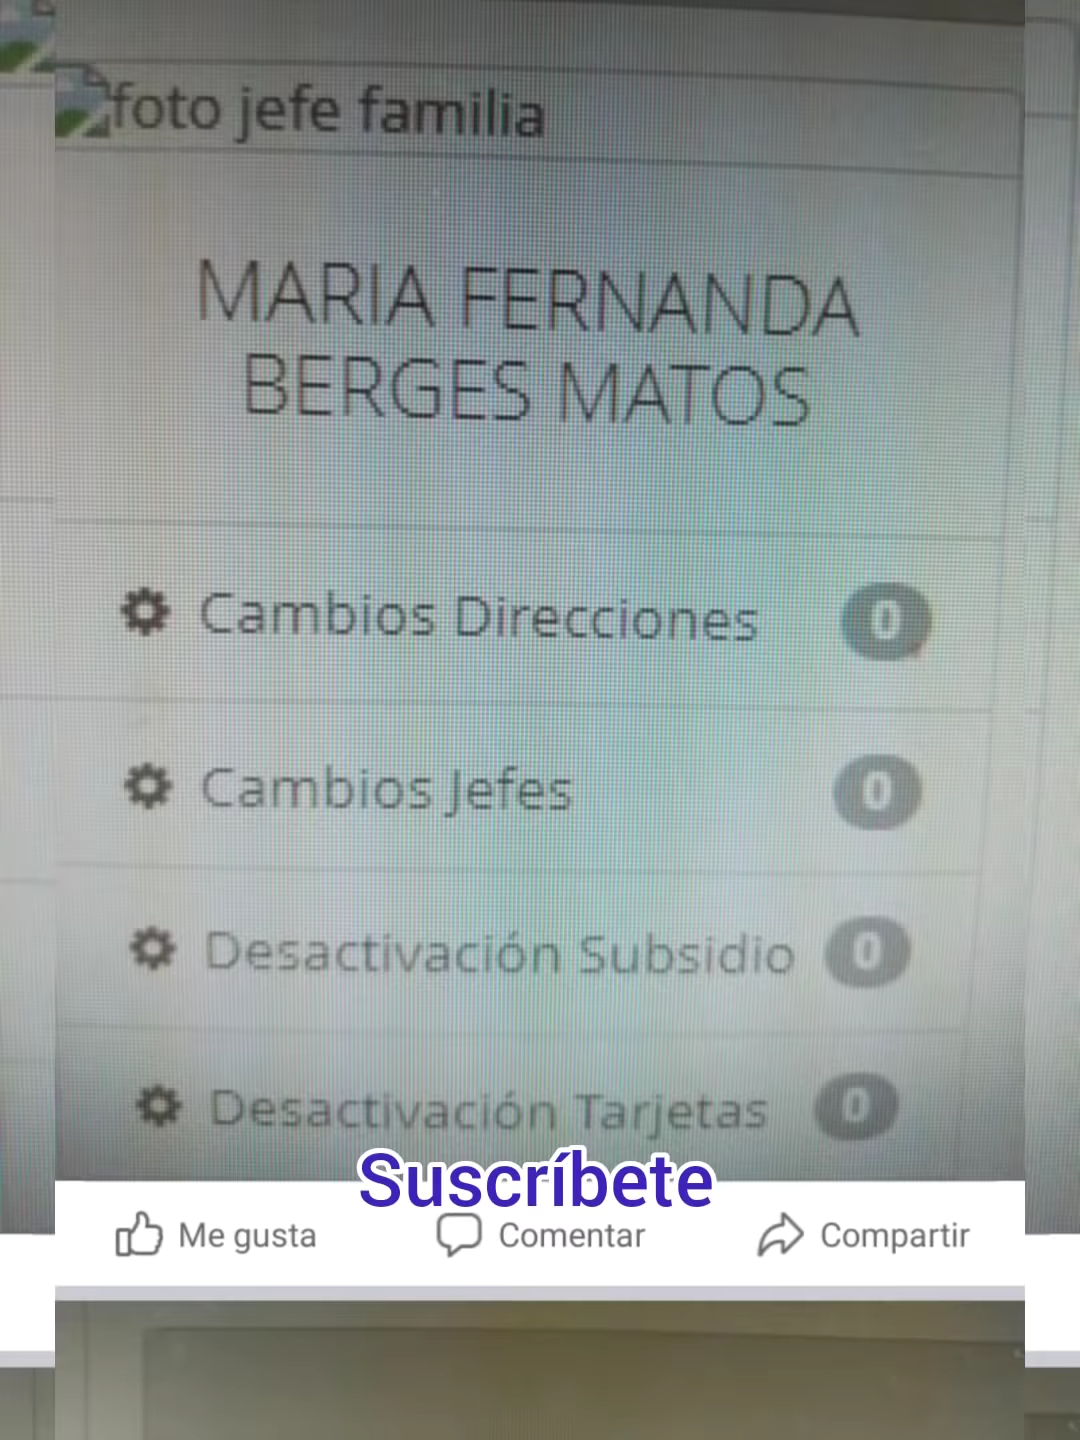 foto jefe familia
MARIA FERNANDA
BERGES MATOS
Cambios Direcciones 0
Cambios Jefes 0
Desactivación Subsidio 0
Desactivación Tarjetas 0
Suscríbete
Me gusta Comentar Compartir